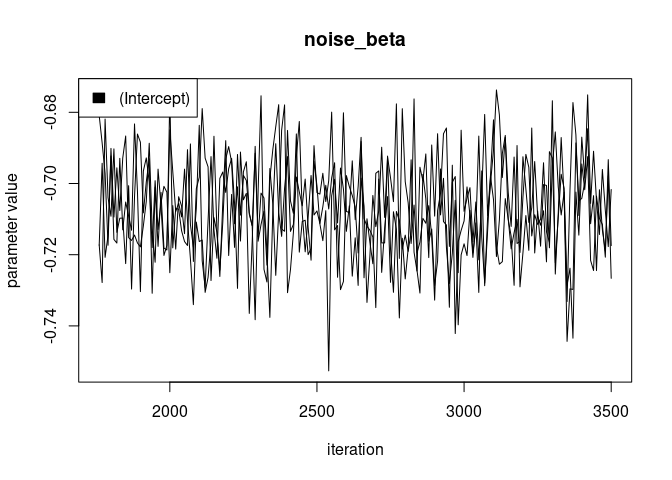 noise_beta
(Intercept)
-0.68
-0.70
-0.72
-0.74
parameter value
2000
2500
3000
3500
iteration